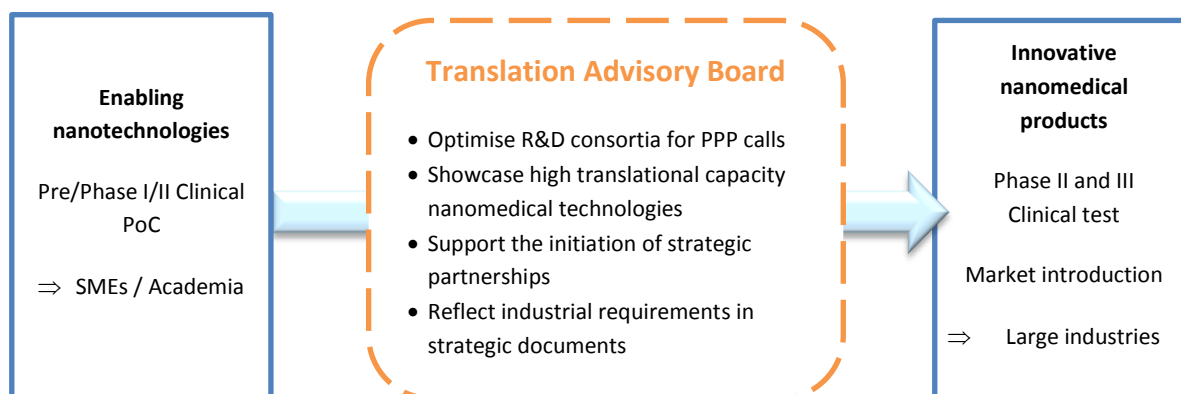 Enabling
nanotechnologies
Pre/Phase I/II Clinical
PoC
⇒ SMEs / Academia
Translation Advisory Board
• Optimise R&D consortia for PPP calls
• Showcase high translational capacity
nanomedical technologies
• Support the initiation of strategic
partnerships
• Reflect industrial requirements in
strategic documents
Innovative
nanomedical
products
Phase II and III
Clinical test
Market introduction
⇒ Large industries